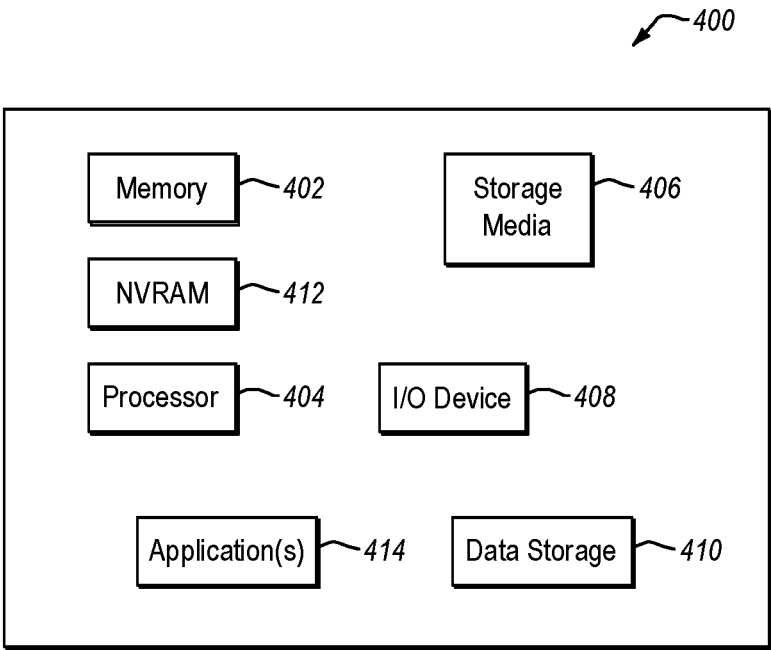 400
Memory
402
Storage
Media
406
NVRAM
412
Processor
404
I/O Device
408
Application(s)
414
Data Storage
410